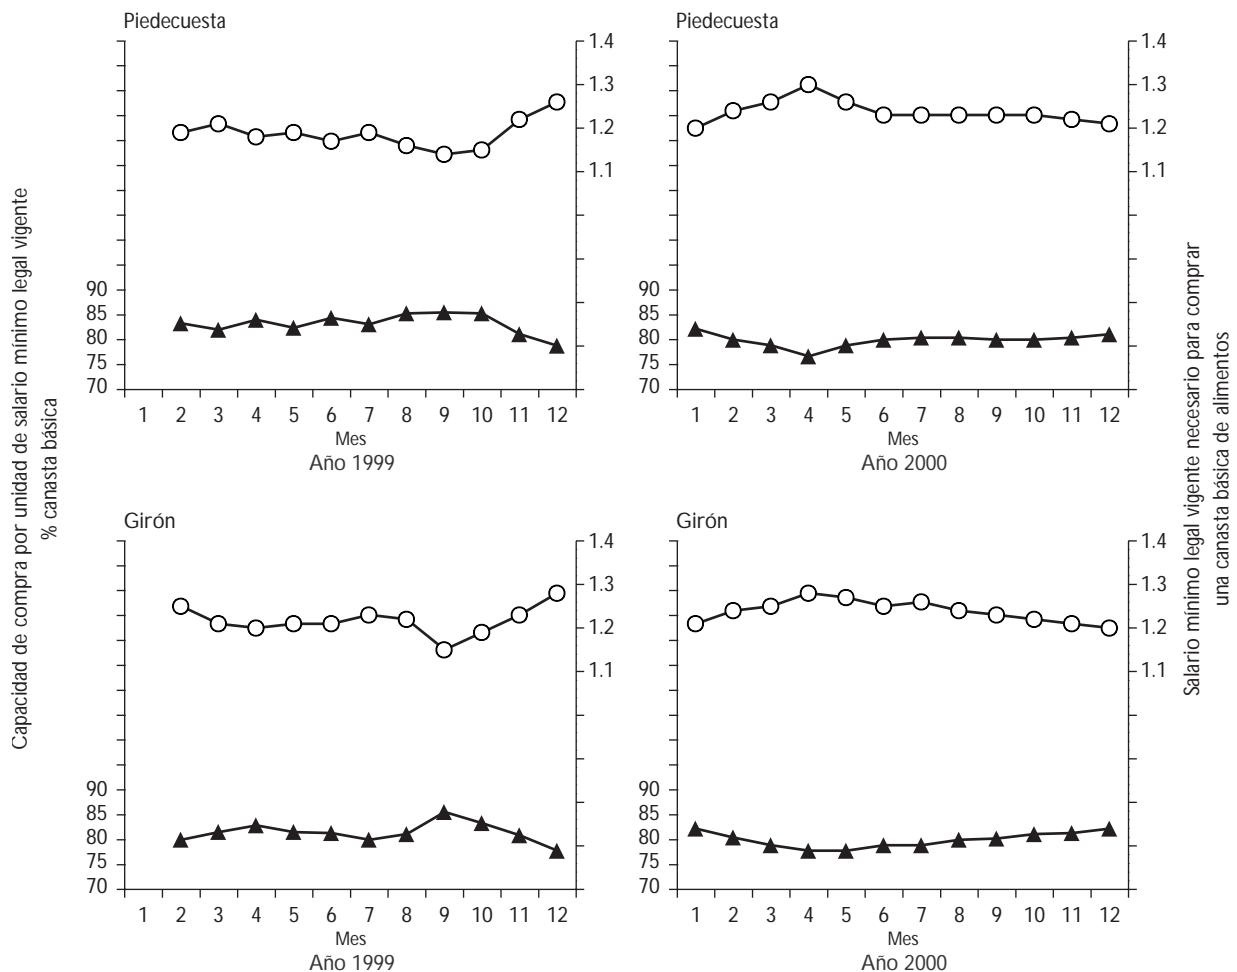 Piedecuesta
Piedecuesta
Capacidad de compra por unidad de salario mínimo legal vigente
% canasta básica
90
85
80
75
70
1.4
1.3
1.2
1.1
1 2 3 4 5 6 7 8 9 10 11 12
Mes
Año 1999
90
85
80
75
70
1.4
1.3
1.2
1.1
1 2 3 4 5 6 7 8 9 10 11 12
Mes
Año 2000
Salario mínimo legal vigente necesario para comprar
una canasta básica de alimentos
Girón
Girón
90
85
80
75
70
1.4
1.3
1.2
1.1
1 2 3 4 5 6 7 8 9 10 11 12
Mes
Año 1999
90
85
80
75
70
1.4
1.3
1.2
1.1
1 2 3 4 5 6 7 8 9 10 11 12
Mes
Año 2000